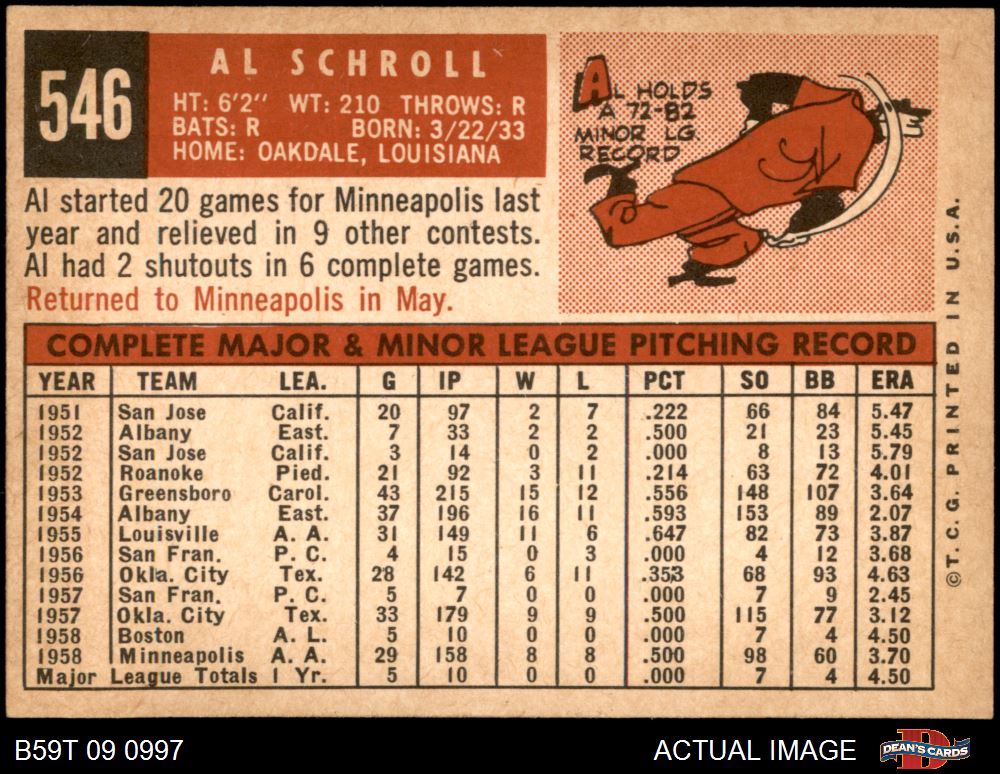 546
AL SCHROLL
HT: 6'2" WT: 210 THROWS: R
BATS: R BORN: 3/22/33
HOME: OAKDALE, LOUISIANA
AL HOLDS
A 72-82
MINOR LG
RECORD
Al started 20 games for Minneapolis last
year and relieved in 9 other contests.
Al had 2 shutouts in 6 complete games.
Returned to Minneapolis in May.
COMPLETE MAJOR & MINOR LEAGUE PITCHING RECORD
YEAR TEAM LEA. G IP W L PCT SO BB ERA
1951 San Jose Calif. 20 97 2 7 .222 66 84 5.47
1952 Albany East. 7 33 2 2 .500 21 23 5.45
1952 San Jose Calif. 3 14 0 2 .000 8 13 5.79
1952 Roanoke Pied. 21 92 3 11 .214 63 72 4.01
1953 Greensboro Carol. 43 215 15 12 .556 148 107 3.64
1954 Albany East. 37 196 16 11 .593 153 89 2.07
1955 Louisville A. A. 31 149 11 6 .647 82 73 3.87
1956 San Fran. P. C. 4 15 0 3 .000 4 12 3.68
1956 Okla. City Tex. 28 142 6 11 .353 68 93 4.63
1957 San Fran. P. C. 5 7 0 0 .000 7 9 2.45
1957 Okla. City Tex. 33 179 9 9 .500 115 77 3.12
1958 Boston A. L. 5 10 0 0 .000 7 4 4.50
1958 Minneapolis A. A. 29 158 8 8 .500 98 60 3.70
Major League Totals 1 Yr. 5 10 0 0 .000 7 4 4.50
©T.C.G. PRINTED IN U.S.A.
B59T 09 0997
ACTUAL IMAGE
DEAN'S CARDS